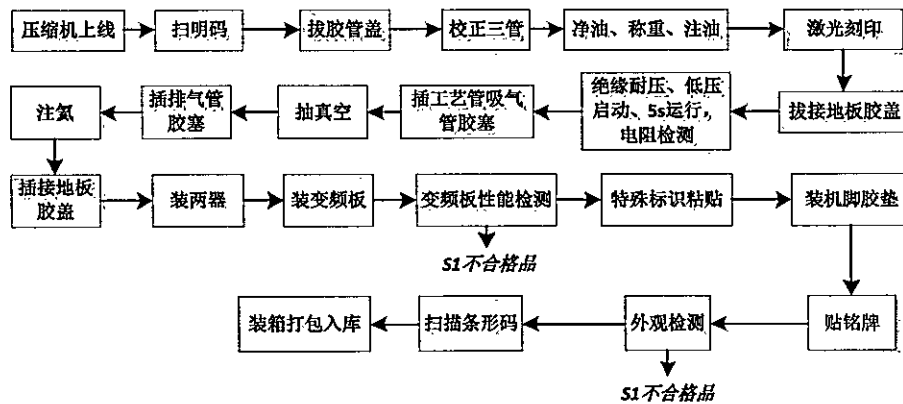 压缩机上线
扫明码
拔胶管盖
校正三管
净油、称重、注油
激光刻印
注氮
插排气管
胶塞
抽真空
插工艺管吸气
管胶塞
绝缘耐压、低压
启动、5s运行,
电阻检测
拔接地板胶盖
插接地板
胶盖
装两器
装变频板
变频板性能检测
特殊标识粘贴
装机脚胶垫
S1不合格品
装箱打包入库
扫描条形码
外观检测
贴铭牌
S1不合格品